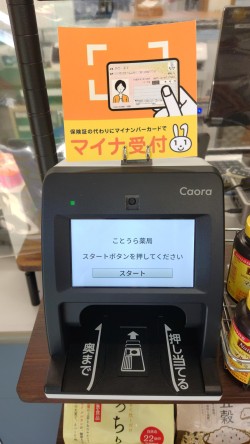 保険証の代わりにマイナンバーカードで
マイナ受付
Caora
ことうら薬局
スタートボタンを押してください
スタート
奥まで
押し当てる